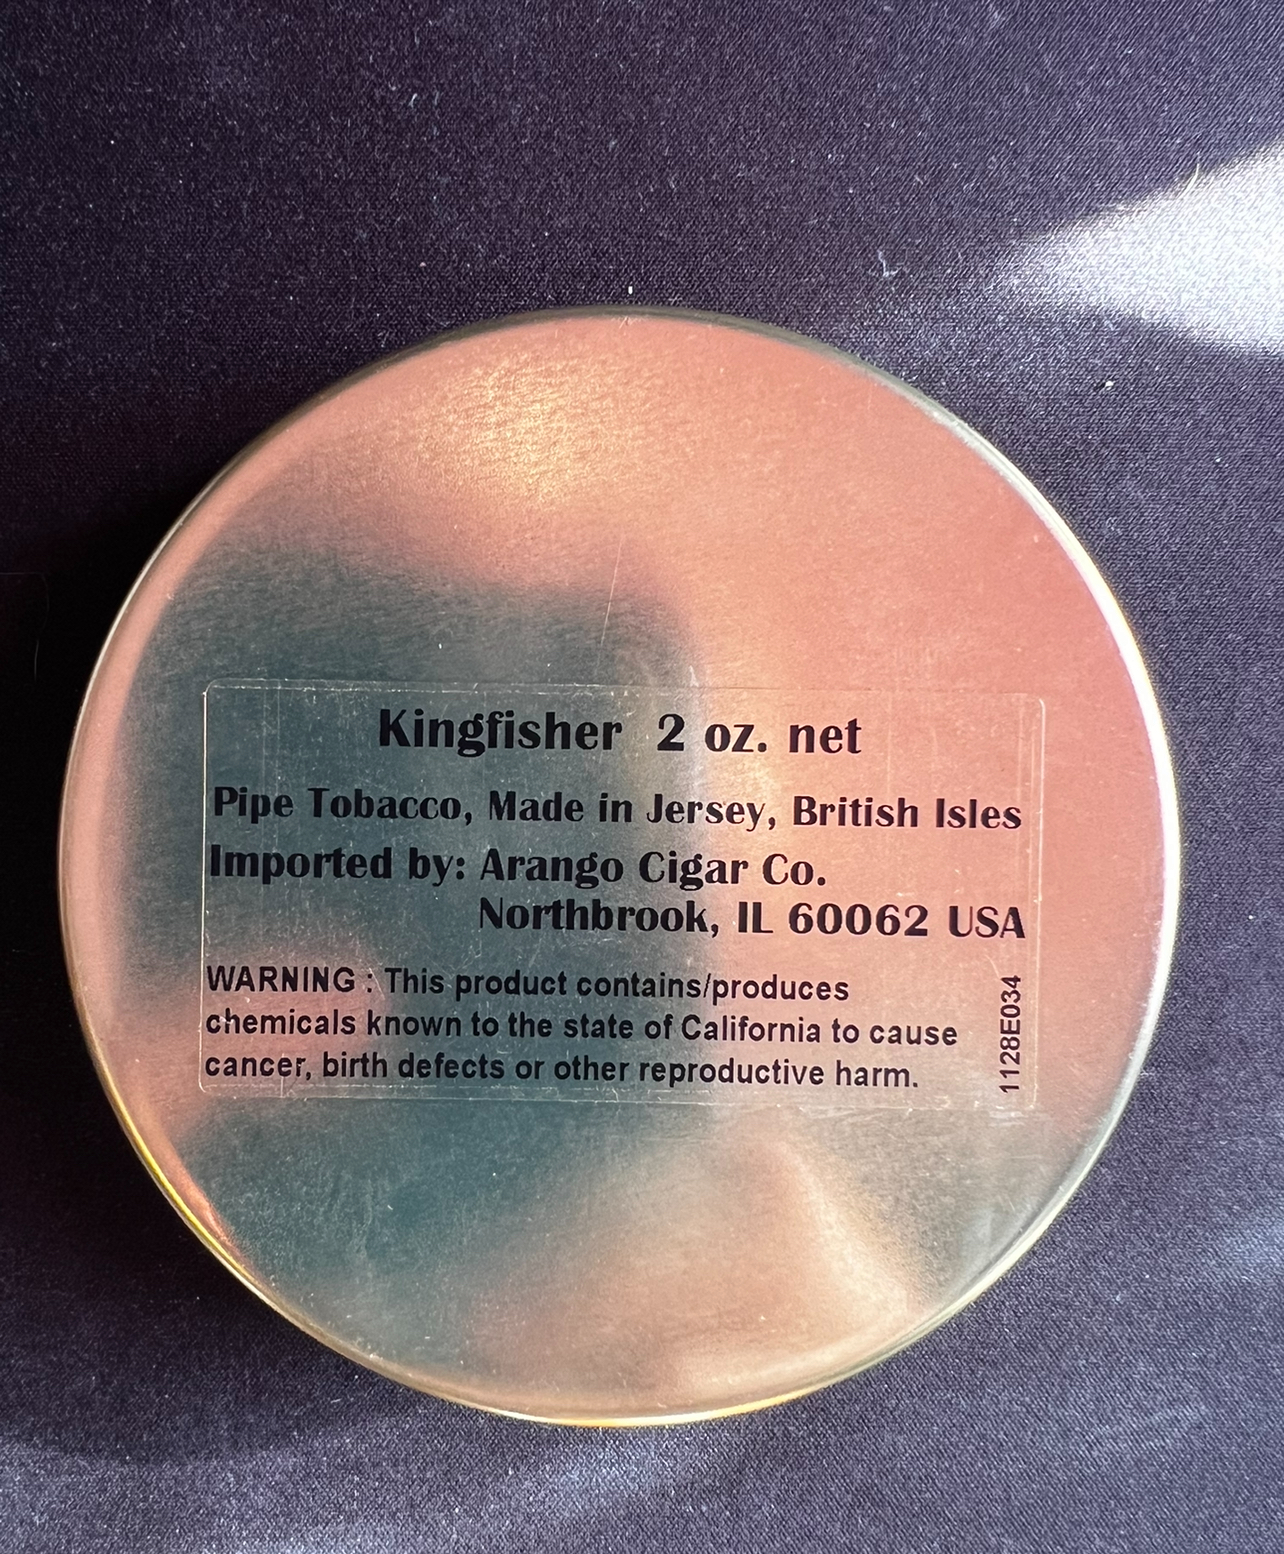 Kingfisher 2 oz. net
Pipe Tobacco, Made in Jersey, British Isles
Imported by: Arango Cigar Co.
Northbrook, IL 60062 USA
WARNING : This product contains/produces
chemicals known to the state of California to cause
cancer, birth defects or other reproductive harm.
1128E034